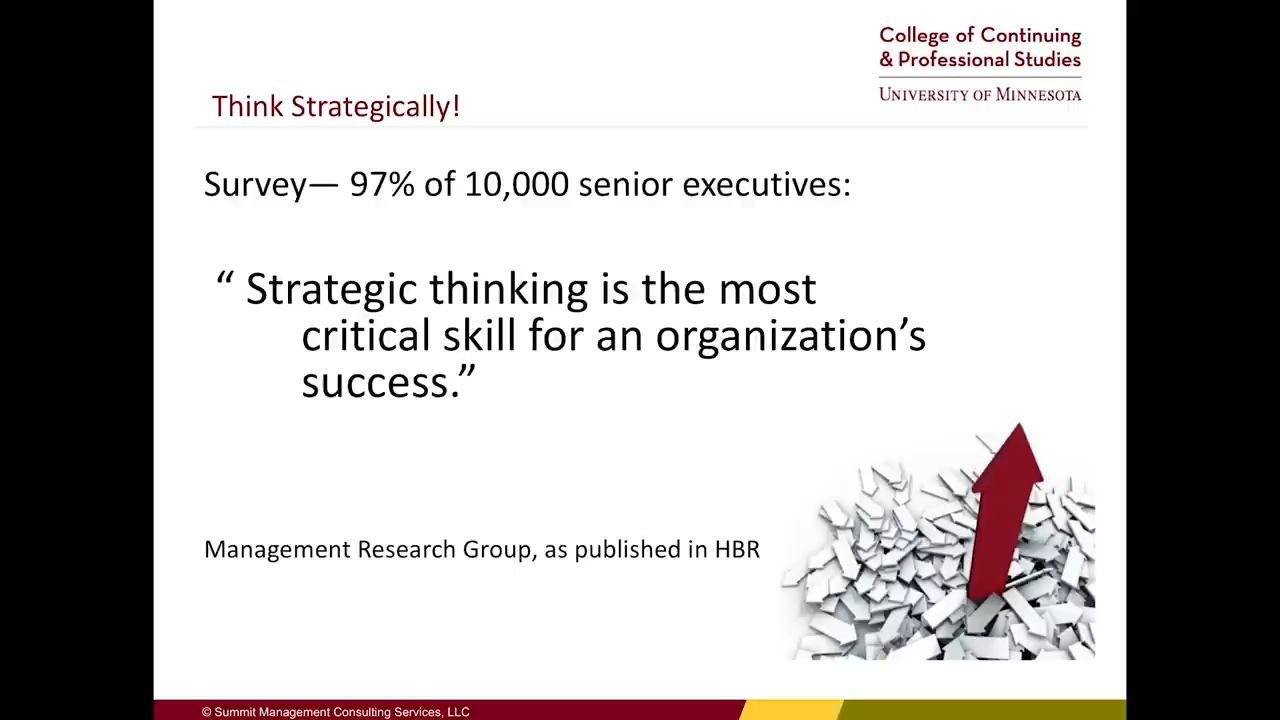 College of Continuing
& Professional Studies
University of Minnesota
Think Strategically!
Survey— 97% of 10,000 senior executives:
“ Strategic thinking is the most
critical skill for an organization’s
success.”
Management Research Group, as published in HBR
© Summit Management Consulting Services, LLC